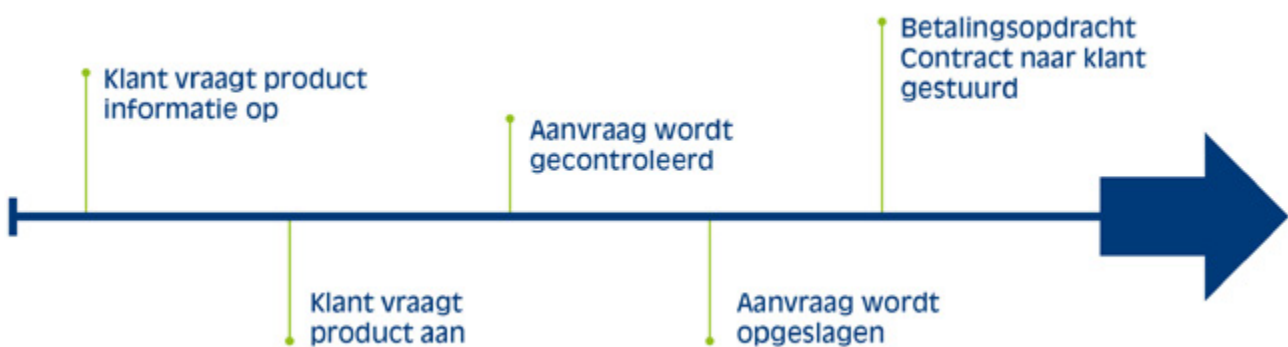 Klant vraagt product
informatie op
Klant vraagt
product aan
Aanvraag wordt
gecontroleerd
Aanvraag wordt
opgeslagen
Betalingsopdracht
Contract naar klant
gestuurd